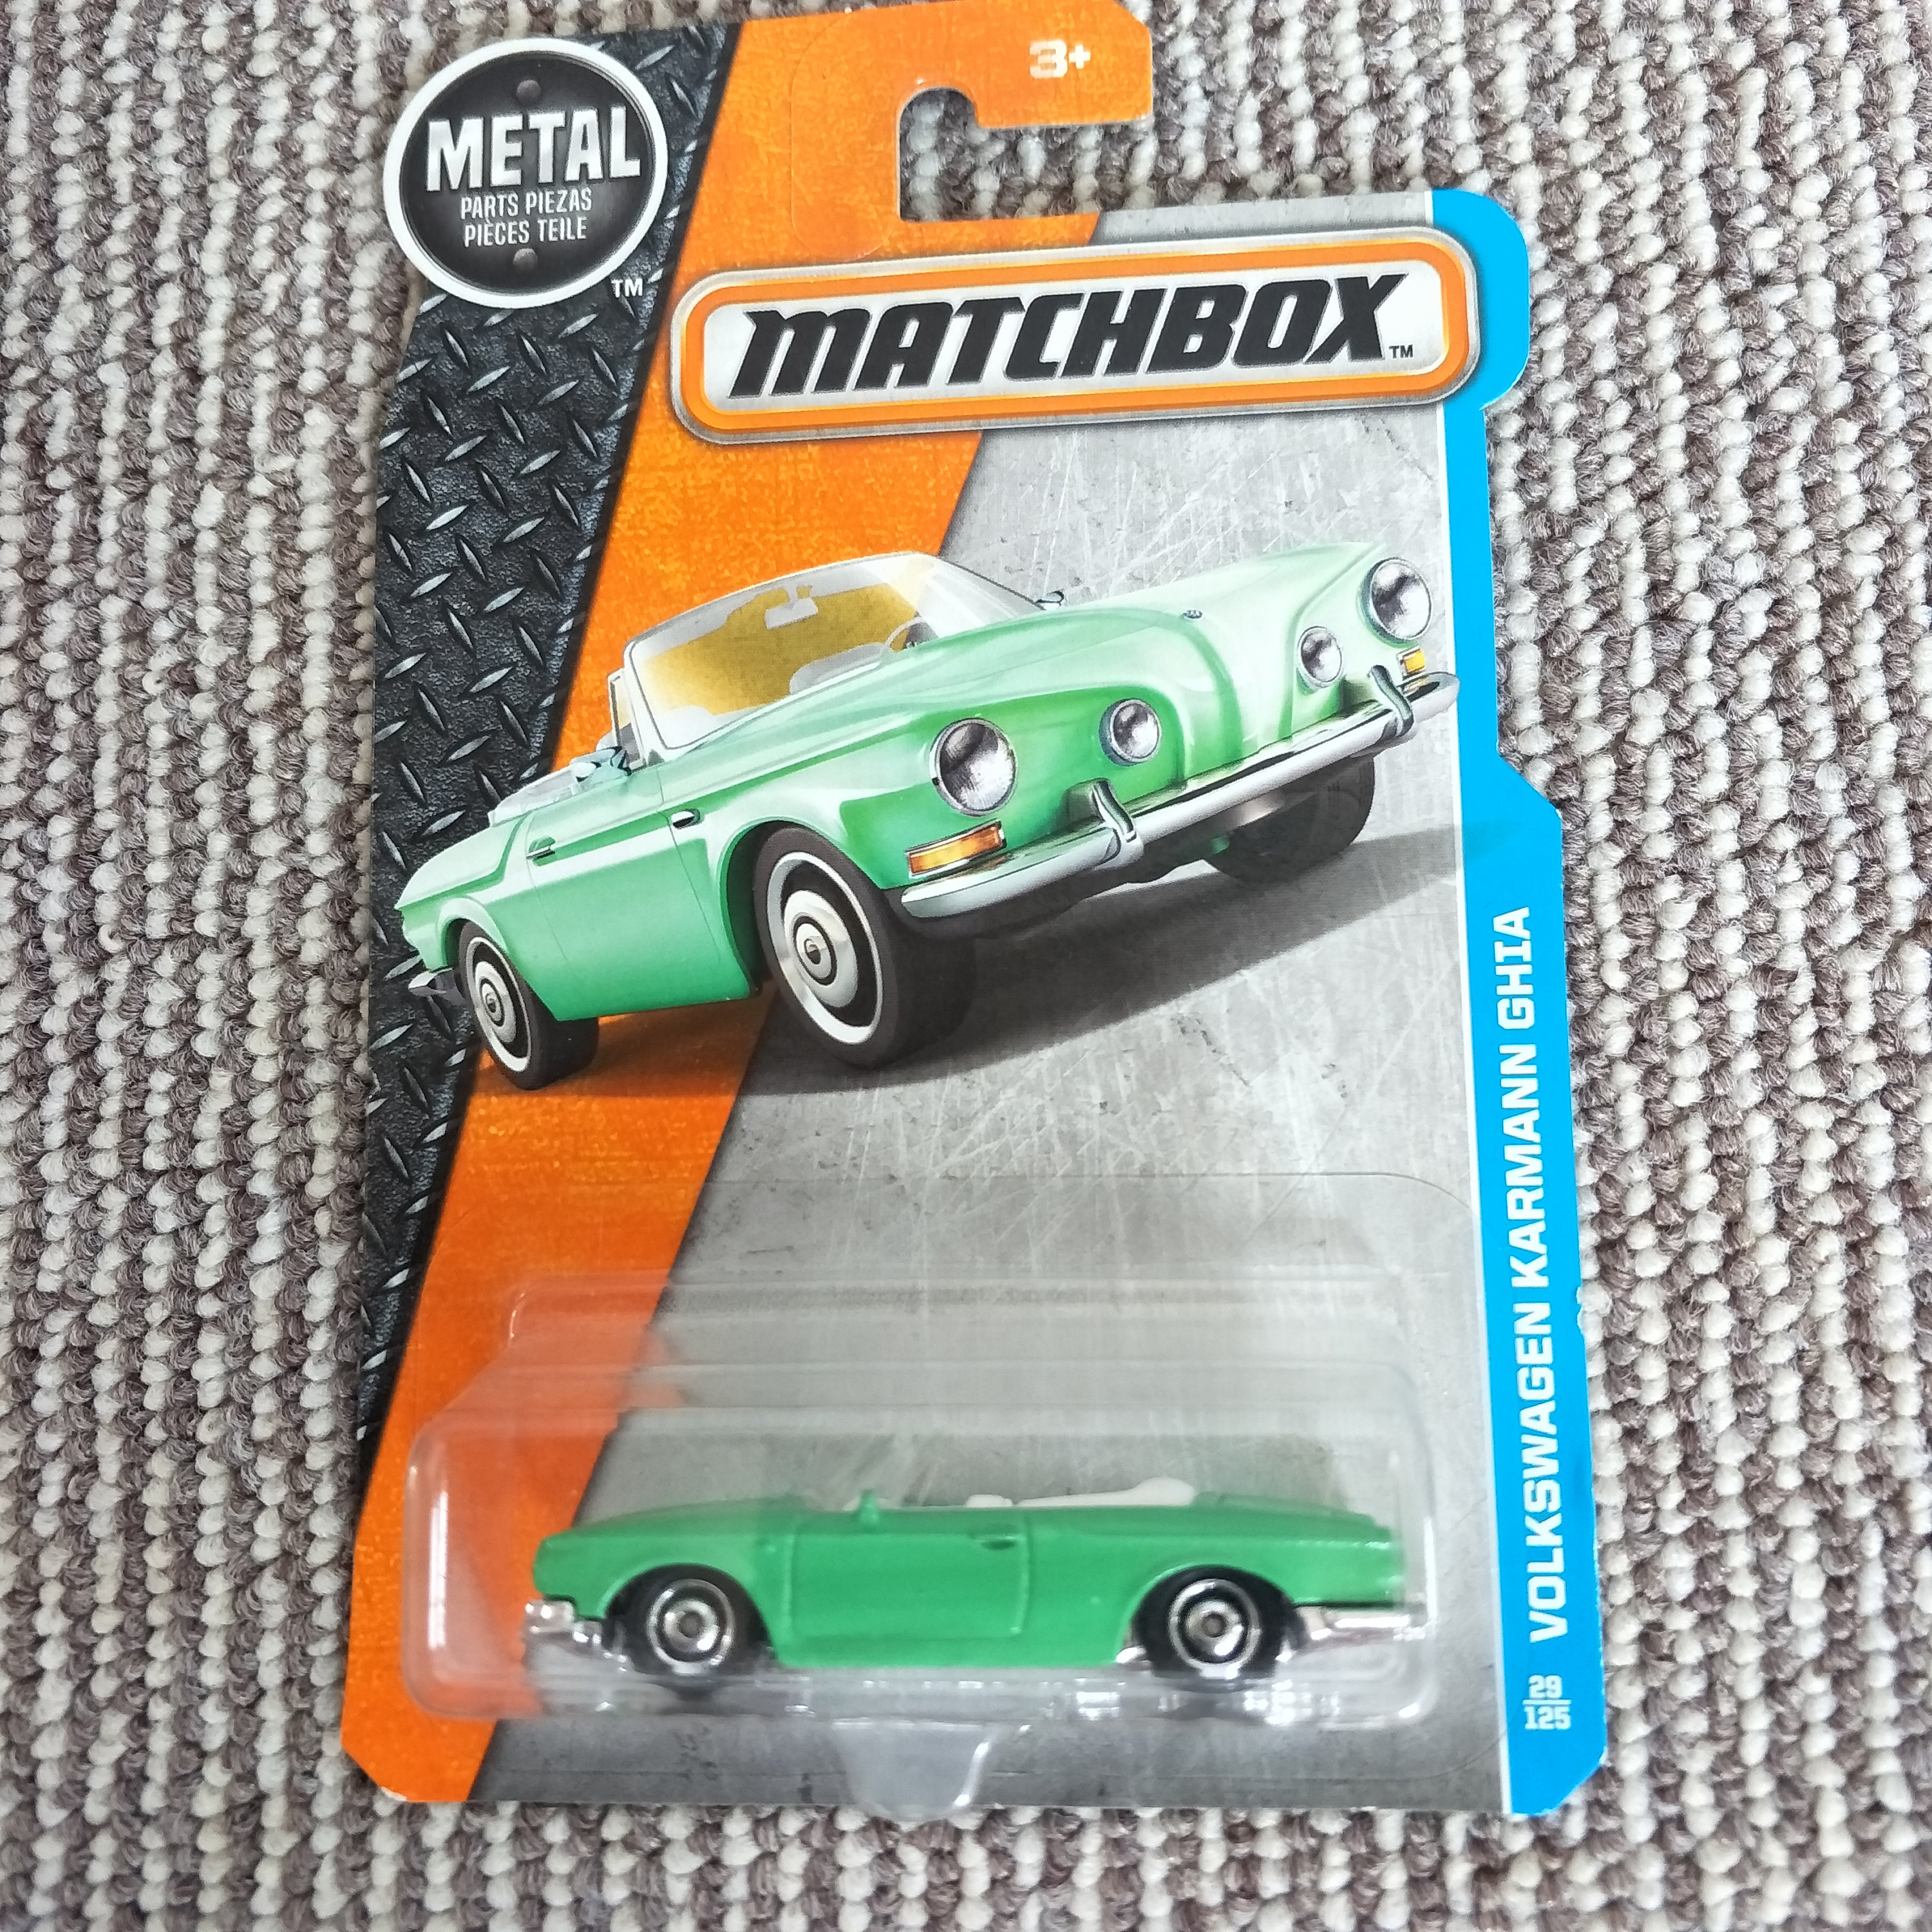 3+
METAL
PARTS PIEZAS
PIÈCES TEILE
TM
MATCHBOX TM
VOLKSWAGEN KARMANN GHIA
29
125